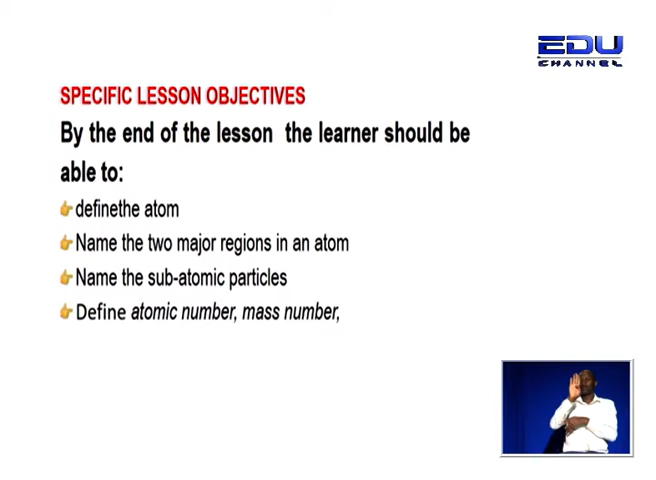 EDU
CHANNEL
SPECIFIC LESSON OBJECTIVES
By the end of the lesson the learner should be
able to:
definethe atom
Name the two major regions in an atom
Name the sub-atomic particles
Define atomic number, mass number,